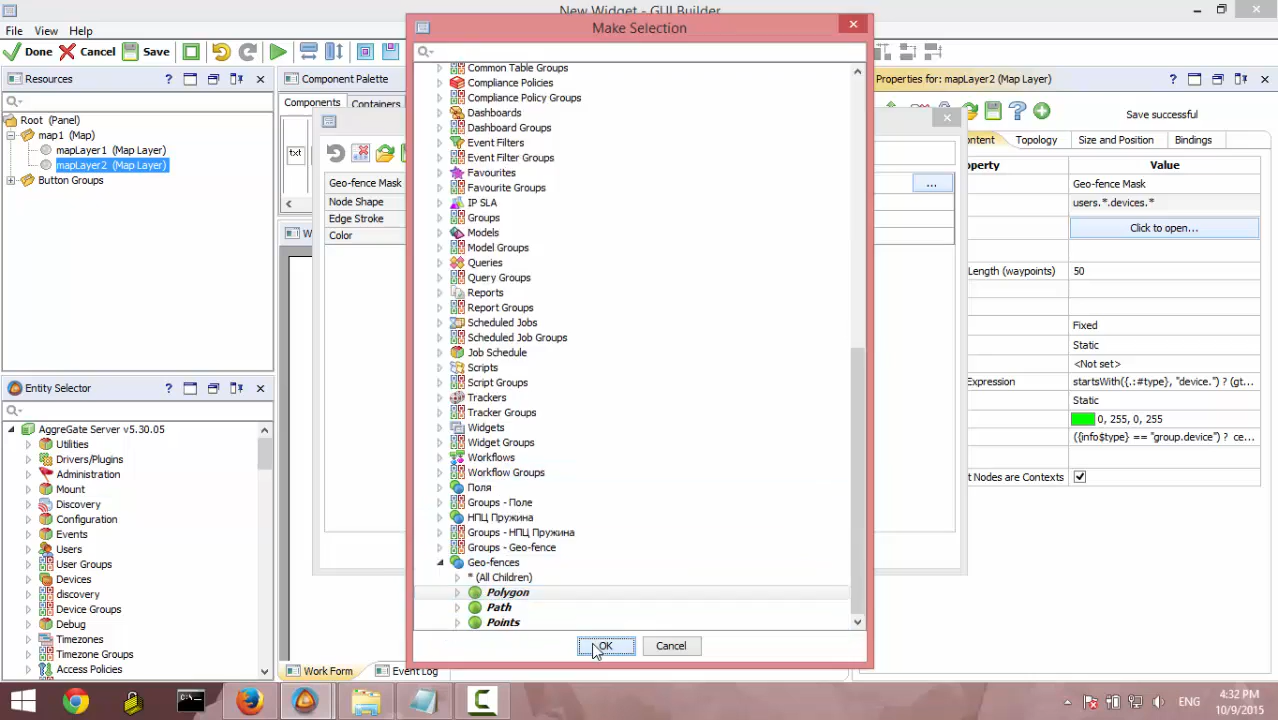 New Widget - GUI Builder
File View Help
Done Cancel Save
Resources
Root (Panel)
map1 (Map)
mapLayer1 (Map Layer)
mapLayer2 (Map Layer)
Button Groups
Component Palette
Components Containers
txt
Geo-fence Mask
Node Shape
Edge Stroke
Color
...
Make Selection
Common Table Groups
Compliance Policies
Compliance Policy Groups
Dashboards
Dashboard Groups
Event Filters
Event Filter Groups
Favourites
Favourite Groups
IP SLA
Groups
Models
Model Groups
Queries
Query Groups
Reports
Report Groups
Scheduled Jobs
Scheduled Job Groups
Job Schedule
Scripts
Script Groups
Trackers
Tracker Groups
Widgets
Widget Groups
Workflows
Workflow Groups
Поля
Groups - Поле
НПЦ Пружина
Groups - НПЦ Пружина
Groups - Geo-fence
Geo-fences
* (All Children)
Polygon
Path
Points
OK Cancel
Properties for: mapLayer2 (Map Layer)
Save successful
Topology Size and Position Bindings
Value
Geo-fence Mask
users.*.devices.*
Click to open...
Length (waypoints) 50
Fixed
Static
<Not set>
Expression startsWith({.:#type}, "device.") ? (gt...
Static
0, 255, 0, 255
({info$type} == "group.device") ? ce...
t Nodes are Contexts
Entity Selector
AggreGate Server v5.30.05
Utilities
Drivers/Plugins
Administration
Mount
Discovery
Configuration
Events
Users
User Groups
Devices
discovery
Device Groups
Debug
Timezones
Timezone Groups
Access Policies
Work Form Event Log
ENG
4:32 PM
10/9/2015